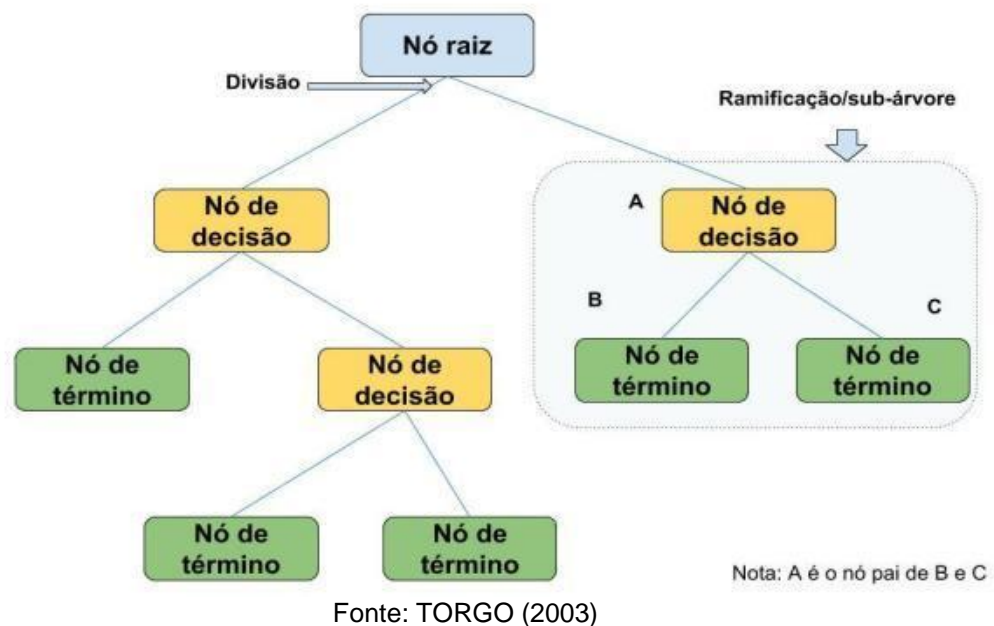 Nó raiz
Divisão
Ramificação/sub-árvore
Nó de
decisão
A
Nó de
decisão
B
C
Nó de
término
Nó de
decisão
Nó de
término
Nó de
término
Nó de
término
Nó de
término
Nota: A é o nó pai de B e C
Fonte: TORGO (2003)